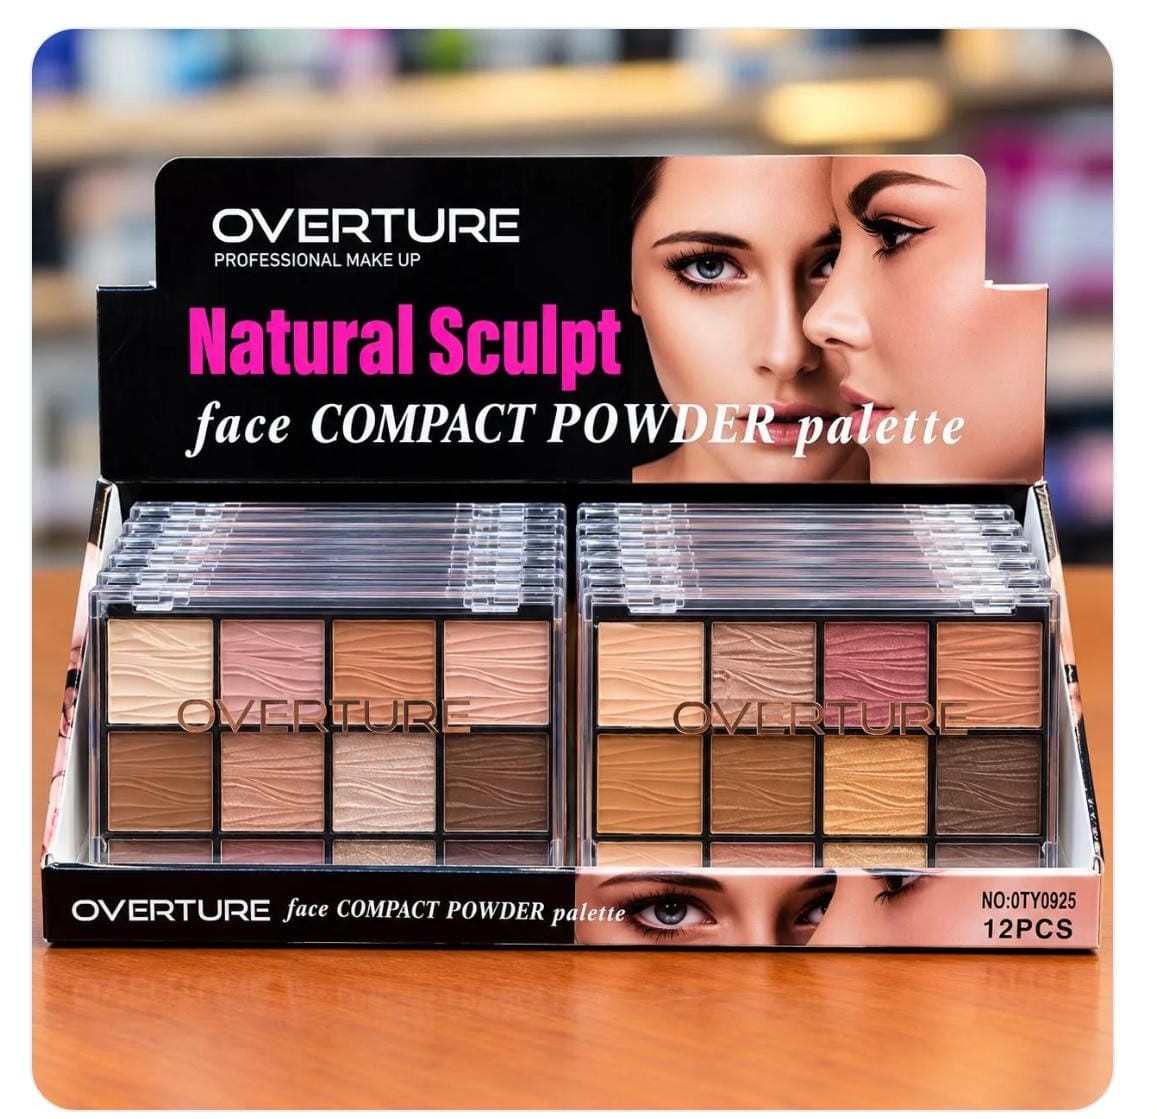 OVERTURE
PROFESSIONAL MAKE UP
Natural Sculpt
face COMPACT POWDER palette
OVERTURE
OVERTURE
OVERTURE face COMPACT POWDER palette
NO:0TY0925
12PCS